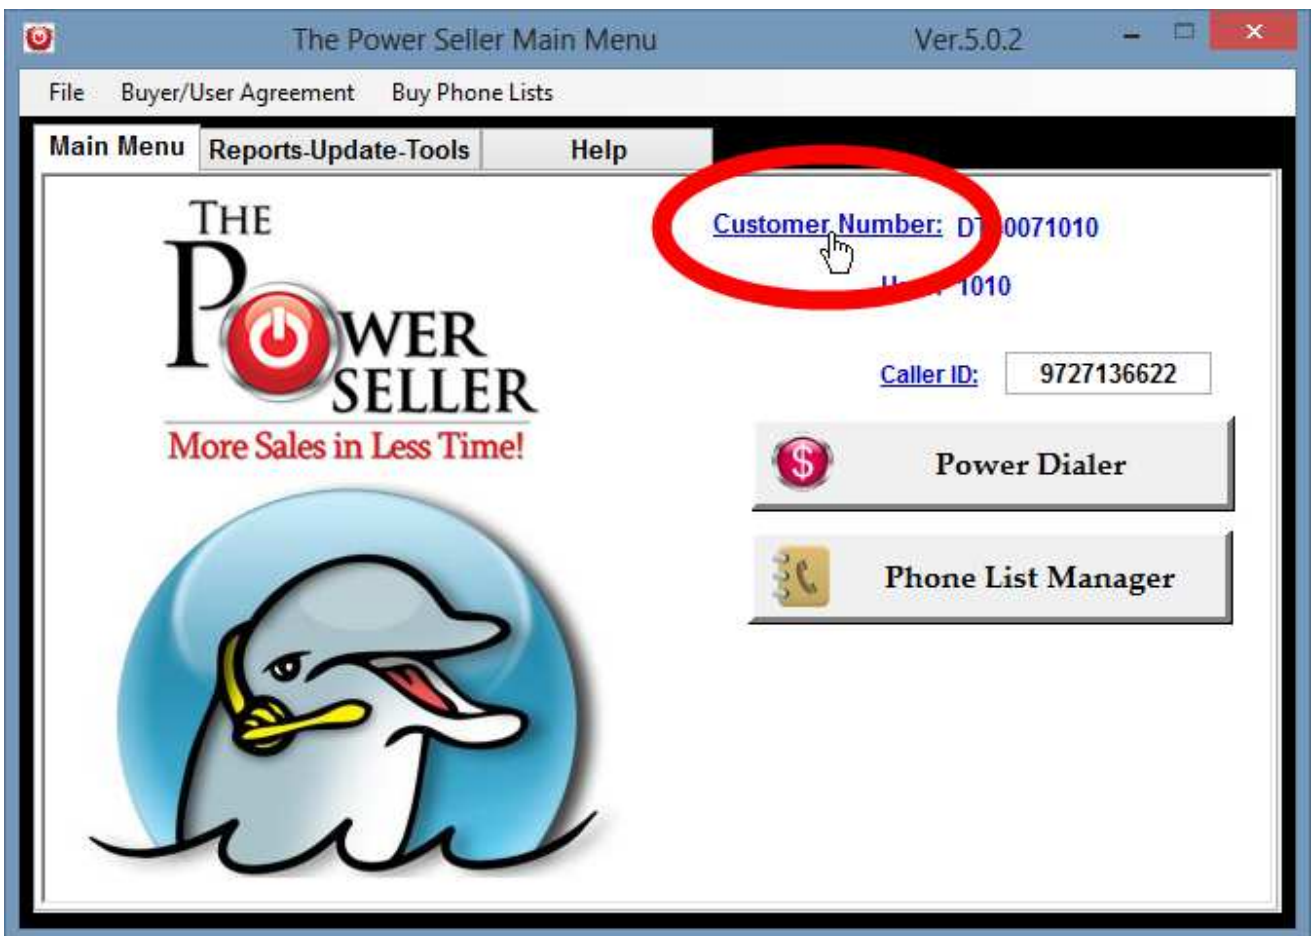 The Power Seller Main Menu Ver.5.0.2
File Buyer/User Agreement Buy Phone Lists
Main Menu Reports-Update-Tools Help
THE
POWER
SELLER
More Sales in Less Time!
Customer Number:
1010
Caller ID: 9727136622
Power Dialer
Phone List Manager